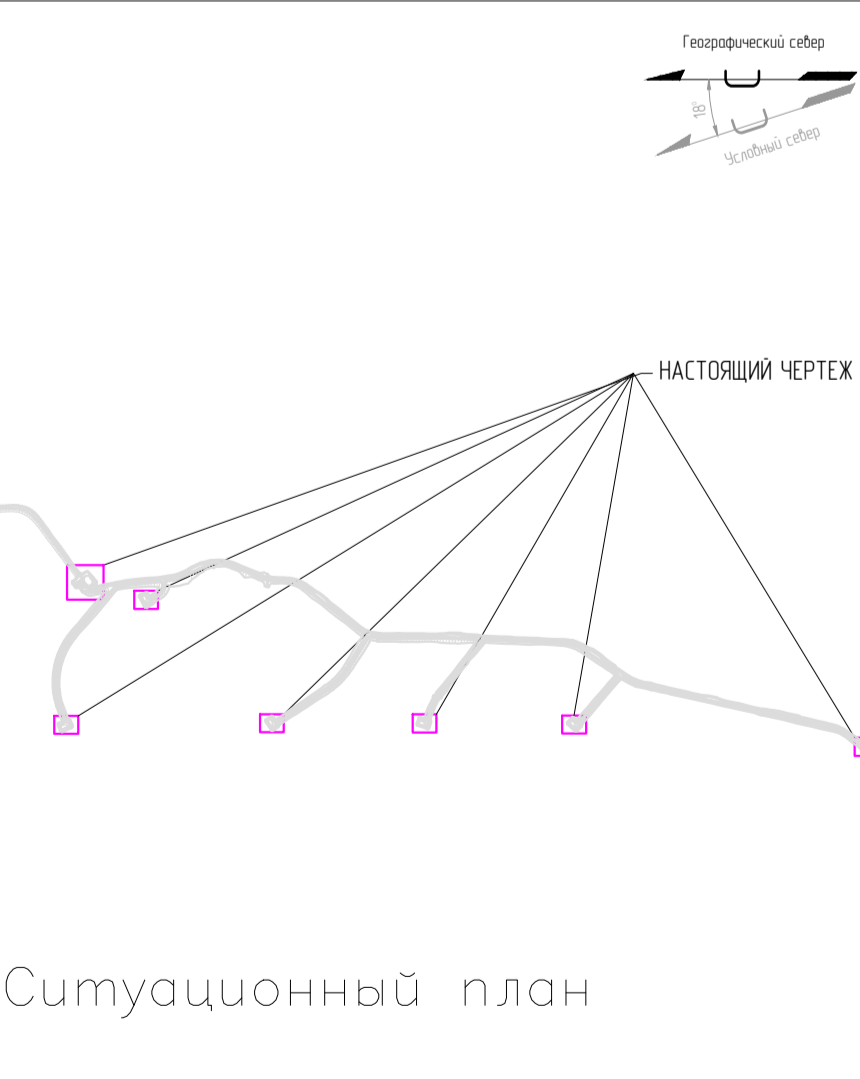 Географический север
18°
Условный север
НАСТОЯЩИЙ ЧЕРТЕЖ
Ситуационный план